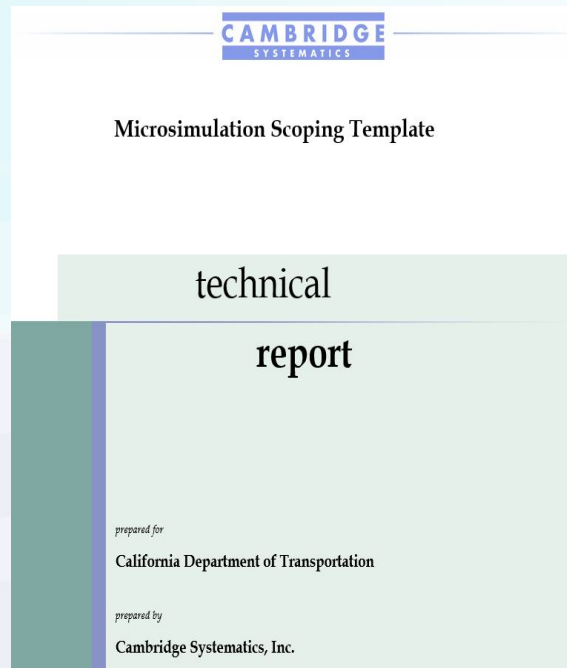 CAMBRIDGE
SYSTEMATICS
Microsimulation Scoping Template
technical
report
prepared for
California Department of Transportation
prepared by
Cambridge Systematics, Inc.